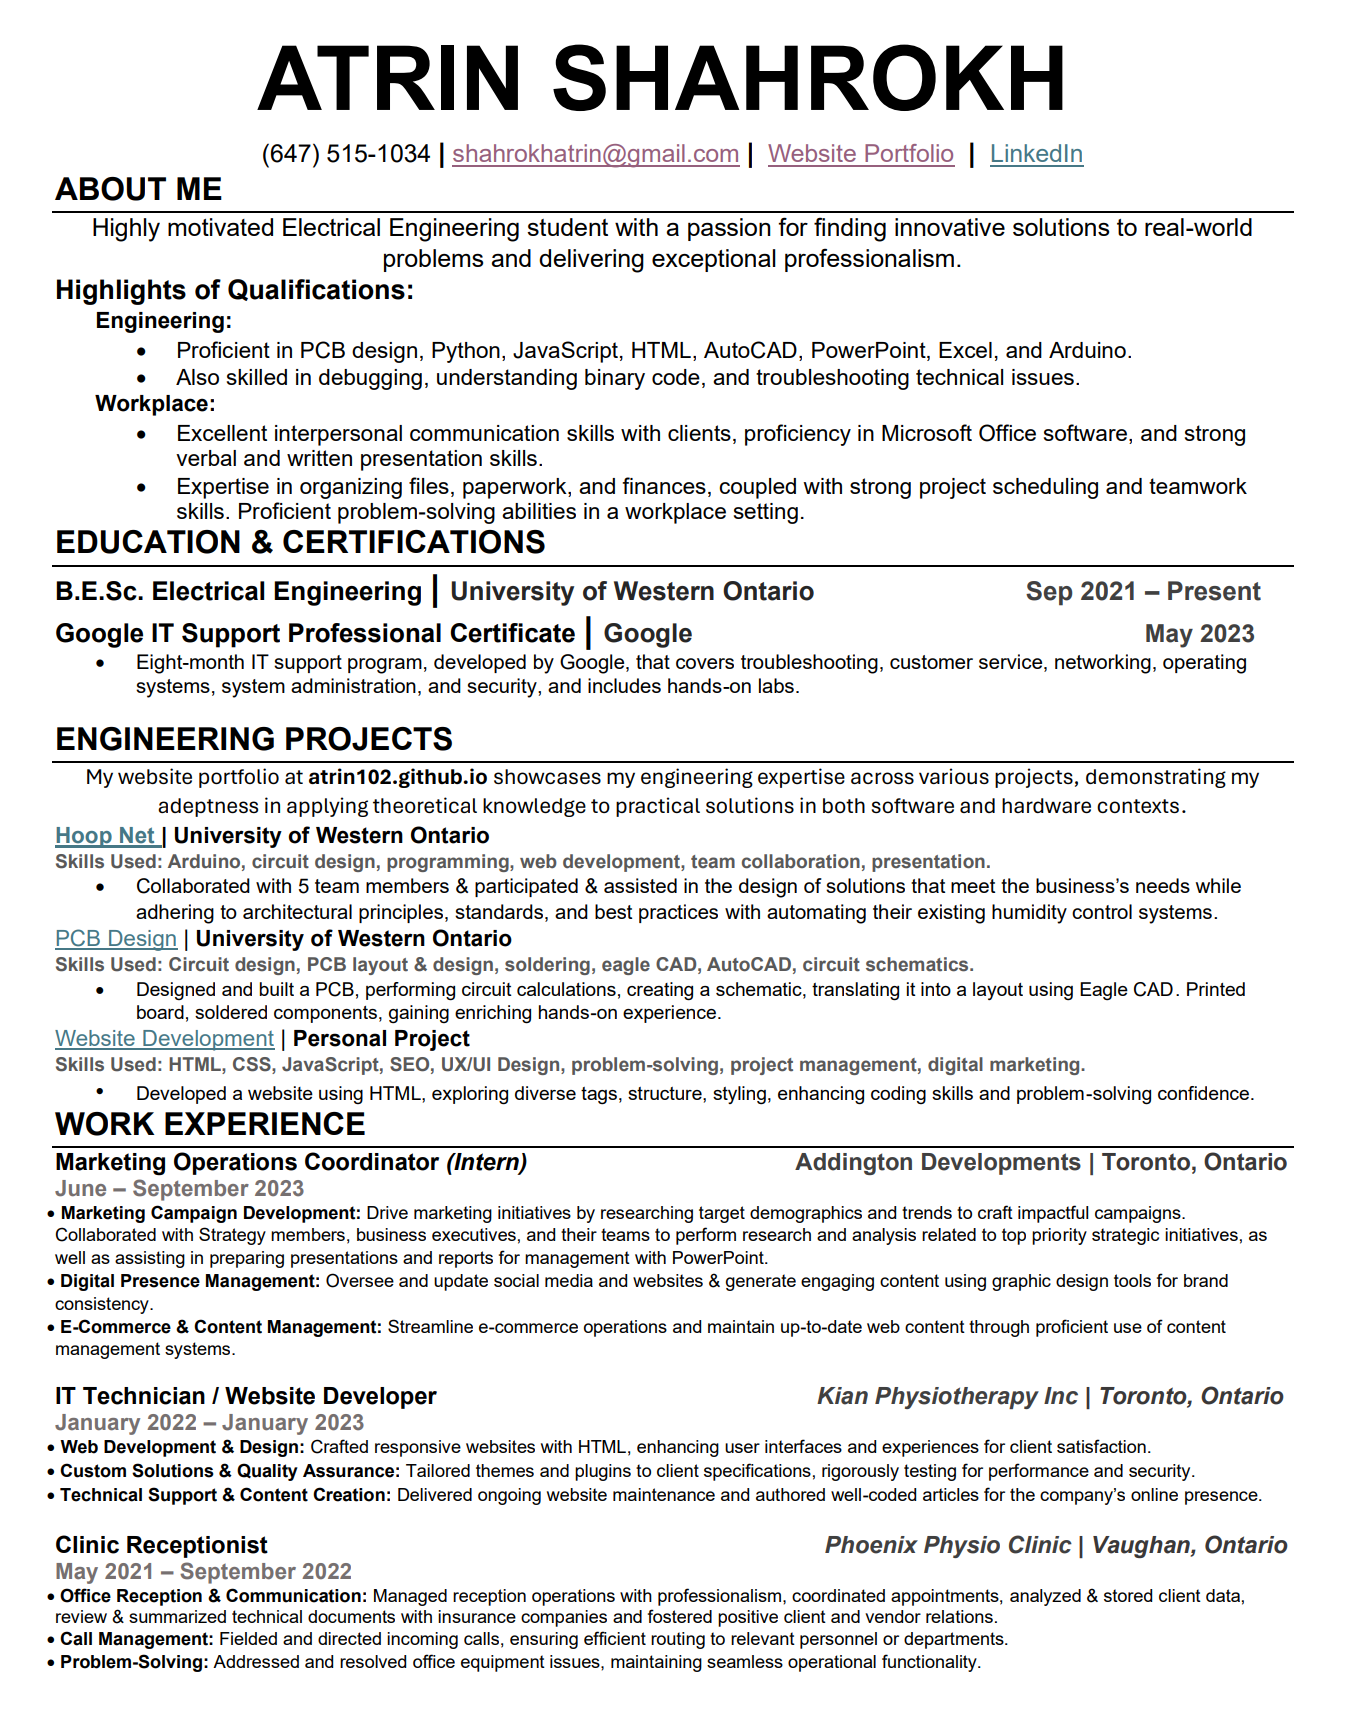 ATRIN SHAHROKH
(647) 515-1034 | shahrokhatrin@gmail.com | Website Portfolio | LinkedIn
ABOUT ME
Highly motivated Electrical Engineering student with a passion for finding innovative solutions to real-world
problems and delivering exceptional professionalism.
Highlights of Qualifications:
Engineering:
• Proficient in PCB design, Python, JavaScript, HTML, AutoCAD, PowerPoint, Excel, and Arduino.
• Also skilled in debugging, understanding binary code, and troubleshooting technical issues.
Workplace:
• Excellent interpersonal communication skills with clients, proficiency in Microsoft Office software, and strong
verbal and written presentation skills.
• Expertise in organizing files, paperwork, and finances, coupled with strong project scheduling and teamwork
skills. Proficient problem-solving abilities in a workplace setting.
EDUCATION & CERTIFICATIONS
B.E.Sc. Electrical Engineering | University of Western Ontario Sep 2021 – Present
Google IT Support Professional Certificate | Google May 2023
• Eight-month IT support program, developed by Google, that covers troubleshooting, customer service, networking, operating
systems, system administration, and security, and includes hands-on labs.
ENGINEERING PROJECTS
My website portfolio at atrin102.github.io showcases my engineering expertise across various projects, demonstrating my
adeptness in applying theoretical knowledge to practical solutions in both software and hardware contexts.
Hoop Net | University of Western Ontario
Skills Used: Arduino, circuit design, programming, web development, team collaboration, presentation.
• Collaborated with 5 team members & participated & assisted in the design of solutions that meet the business’s needs while
adhering to architectural principles, standards, and best practices with automating their existing humidity control systems.
PCB Design | University of Western Ontario
Skills Used: Circuit design, PCB layout & design, soldering, eagle CAD, AutoCAD, circuit schematics.
• Designed and built a PCB, performing circuit calculations, creating a schematic, translating it into a layout using Eagle CAD. Printed
board, soldered components, gaining enriching hands-on experience.
Website Development | Personal Project
Skills Used: HTML, CSS, JavaScript, SEO, UX/UI Design, problem-solving, project management, digital marketing.
• Developed a website using HTML, exploring diverse tags, structure, styling, enhancing coding skills and problem-solving confidence.
WORK EXPERIENCE
Marketing Operations Coordinator (Intern) Addington Developments | Toronto, Ontario
June – September 2023
• Marketing Campaign Development: Drive marketing initiatives by researching target demographics and trends to craft impactful campaigns.
Collaborated with Strategy members, business executives, and their teams to perform research and analysis related to top priority strategic initiatives, as
well as assisting in preparing presentations and reports for management with PowerPoint.
• Digital Presence Management: Oversee and update social media and websites & generate engaging content using graphic design tools for brand
consistency.
• E-Commerce & Content Management: Streamline e-commerce operations and maintain up-to-date web content through proficient use of content
management systems.
IT Technician / Website Developer Kian Physiotherapy Inc | Toronto, Ontario
January 2022 – January 2023
• Web Development & Design: Crafted responsive websites with HTML, enhancing user interfaces and experiences for client satisfaction.
• Custom Solutions & Quality Assurance: Tailored themes and plugins to client specifications, rigorously testing for performance and security.
• Technical Support & Content Creation: Delivered ongoing website maintenance and authored well-coded articles for the company’s online presence.
Clinic Receptionist Phoenix Physio Clinic | Vaughan, Ontario
May 2021 – September 2022
• Office Reception & Communication: Managed reception operations with professionalism, coordinated appointments, analyzed & stored client data,
review & summarized technical documents with insurance companies and fostered positive client and vendor relations.
• Call Management: Fielded and directed incoming calls, ensuring efficient routing to relevant personnel or departments.
• Problem-Solving: Addressed and resolved office equipment issues, maintaining seamless operational functionality.